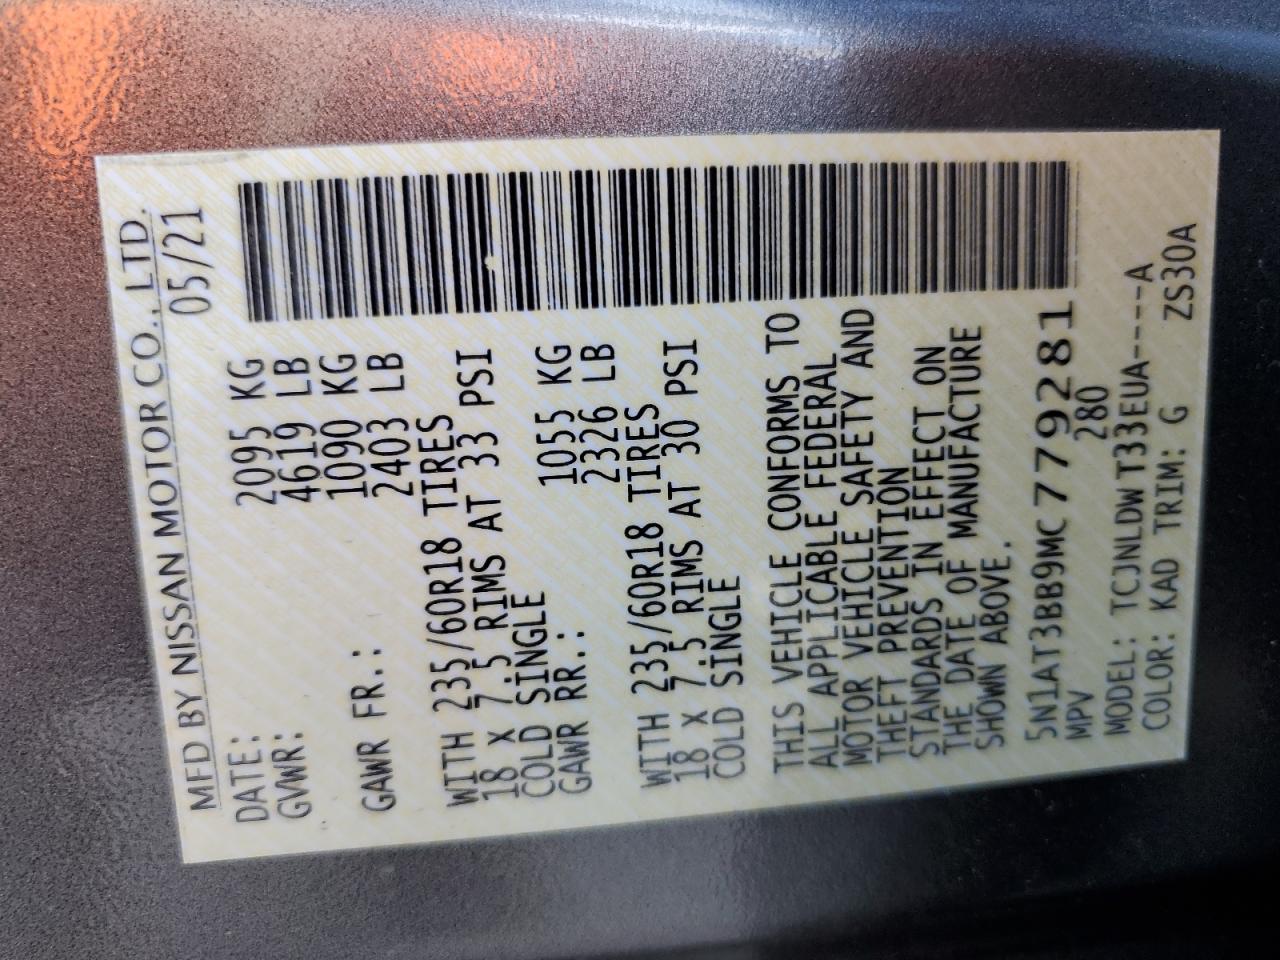 MFD BY NISSAN MOTOR CO., LTD.
DATE: 05/21
GVWR: 2095 KG
4619 LB
GAWR FR.: 1090 KG
2403 LB
WITH 235/60R18 TIRES
18 X 7.5 RIMS AT 33 PSI
COLD SINGLE
GAWR RR.: 1055 KG
2326 LB
WITH 235/60R18 TIRES
18 X 7.5 RIMS AT 30 PSI
COLD SINGLE
THIS VEHICLE CONFORMS TO
ALL APPLICABLE FEDERAL
MOTOR VEHICLE SAFETY AND
THEFT PREVENTION
STANDARDS IN EFFECT ON
THE DATE OF MANUFACTURE
SHOWN ABOVE.
5N1AT3BB9MC779281
MPV 280
MODEL: TCJNLDWT33EUA----A
COLOR: KAD TRIM: G ZS30A